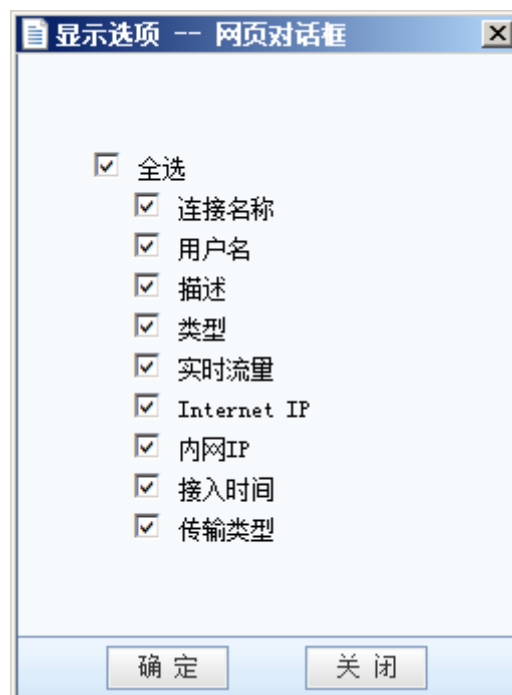 显示选项 -- 网页对话框
全选
连接名称
用户名
描述
类型
实时流量
Internet IP
内网IP
接入时间
传输类型
确 定 关 闭